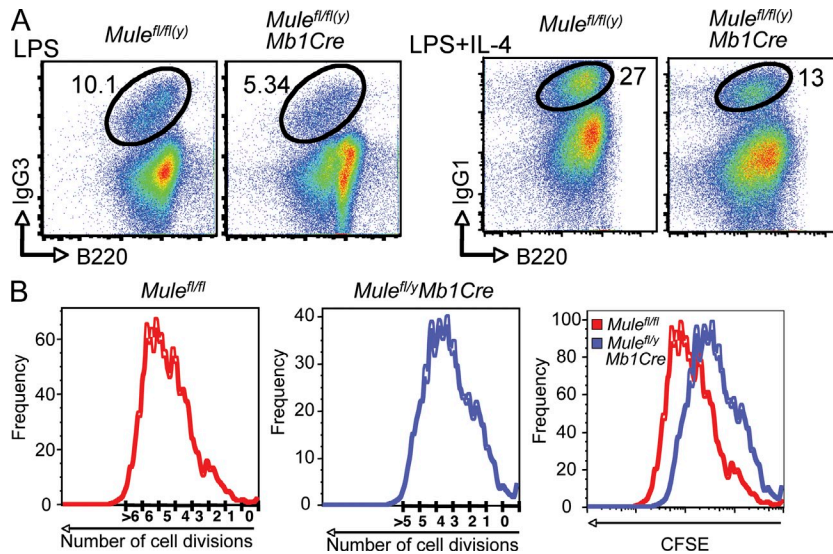 A
LPS
Mule^fl/fl(y)
Mule^fl/fl(y)
Mb1Cre
LPS+IL-4
Mule^fl/fl(y)
Mule^fl/fl(y)
Mb1Cre
10.1
5.34
27
13
IgG3
B220
IgG1
B220
B
Mule^fl/fl
Mule^fl/yMb1Cre
Frequency
60
40
20
0
>6 6 5 4 3 2 1 0
Number of cell divisions
Frequency
40
30
20
10
0
>5 5 4 3 2 1 0
Number of cell divisions
Frequency
100
80
60
40
20
0
Mule^fl/fl
Mule^fl/y
Mb1Cre
CFSE